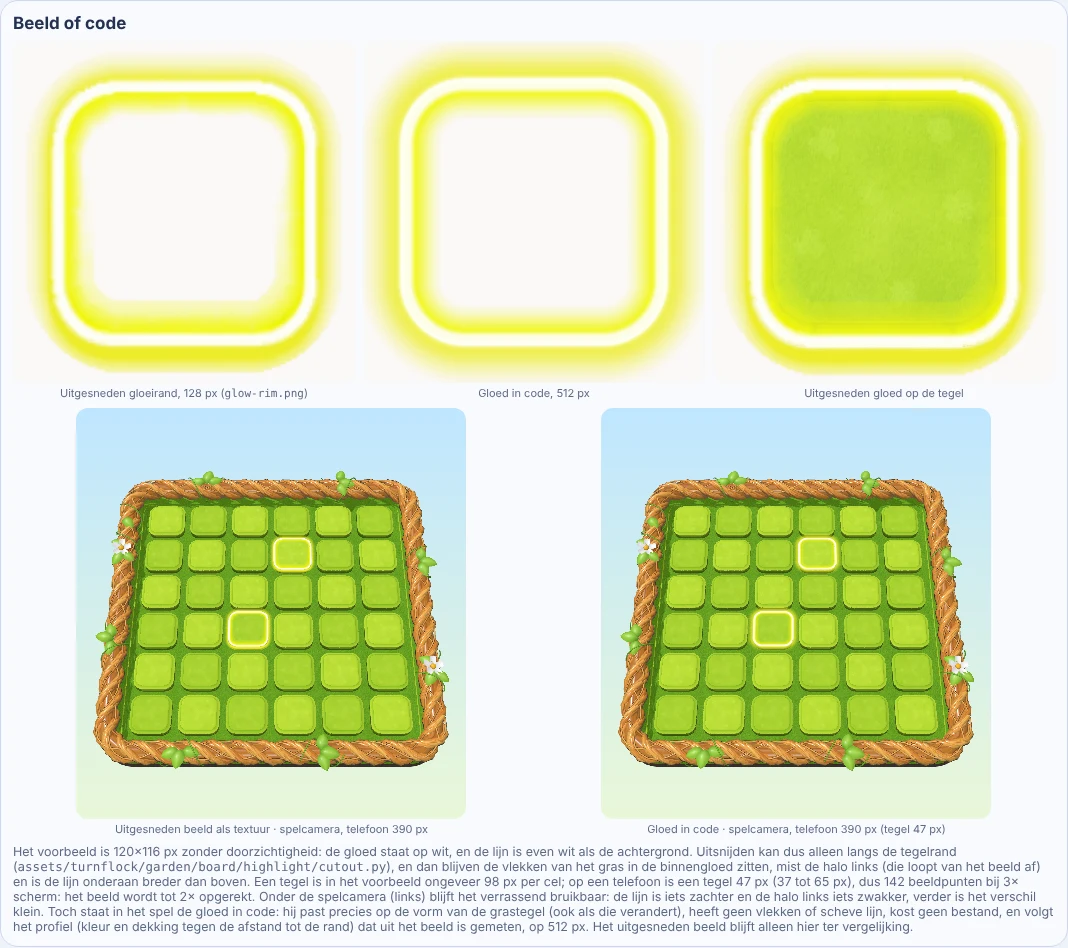 Beeld of code
Uitgesneden gloeirand, 128 px (glow-rim.png)
Gloed in code, 512 px
Uitgesneden gloed op de tegel
Uitgesneden beeld als textuur · spelcamera, telefoon 390 px
Gloed in code · spelcamera, telefoon 390 px (tegel 47 px)
Het voorbeeld is 120×116 px zonder doorzichtigheid: de gloed staat op wit, en de lijn is even wit als de achtergrond. Uitsnijden kan dus alleen langs de tegelrand
(assets/turnflock/garden/board/highlight/cutout.py), en dan blijven de vlekken van het gras in de binnengloed zitten, mist de halo links (die loopt van het beeld af)
en is de lijn onderaan breder dan boven. Een tegel is in het voorbeeld ongeveer 98 px per cel; op een telefoon is een tegel 47 px (37 tot 65 px), dus 142 beeldpunten bij 3×
scherm: het beeld wordt tot 2× opgerekt. Onder de spelcamera (links) blijft het verrassend bruikbaar: de lijn is iets zachter en de halo links iets zwakker, verder is het verschil
klein. Toch staat in het spel de gloed in code: hij past precies op de vorm van de grastegel (ook als die verandert), heeft geen vlekken of scheve lijn, kost geen bestand, en volgt
het profiel (kleur en dekking tegen de afstand tot de rand) dat uit het beeld is gemeten, op 512 px. Het uitgesneden beeld blijft alleen hier ter vergelijking.